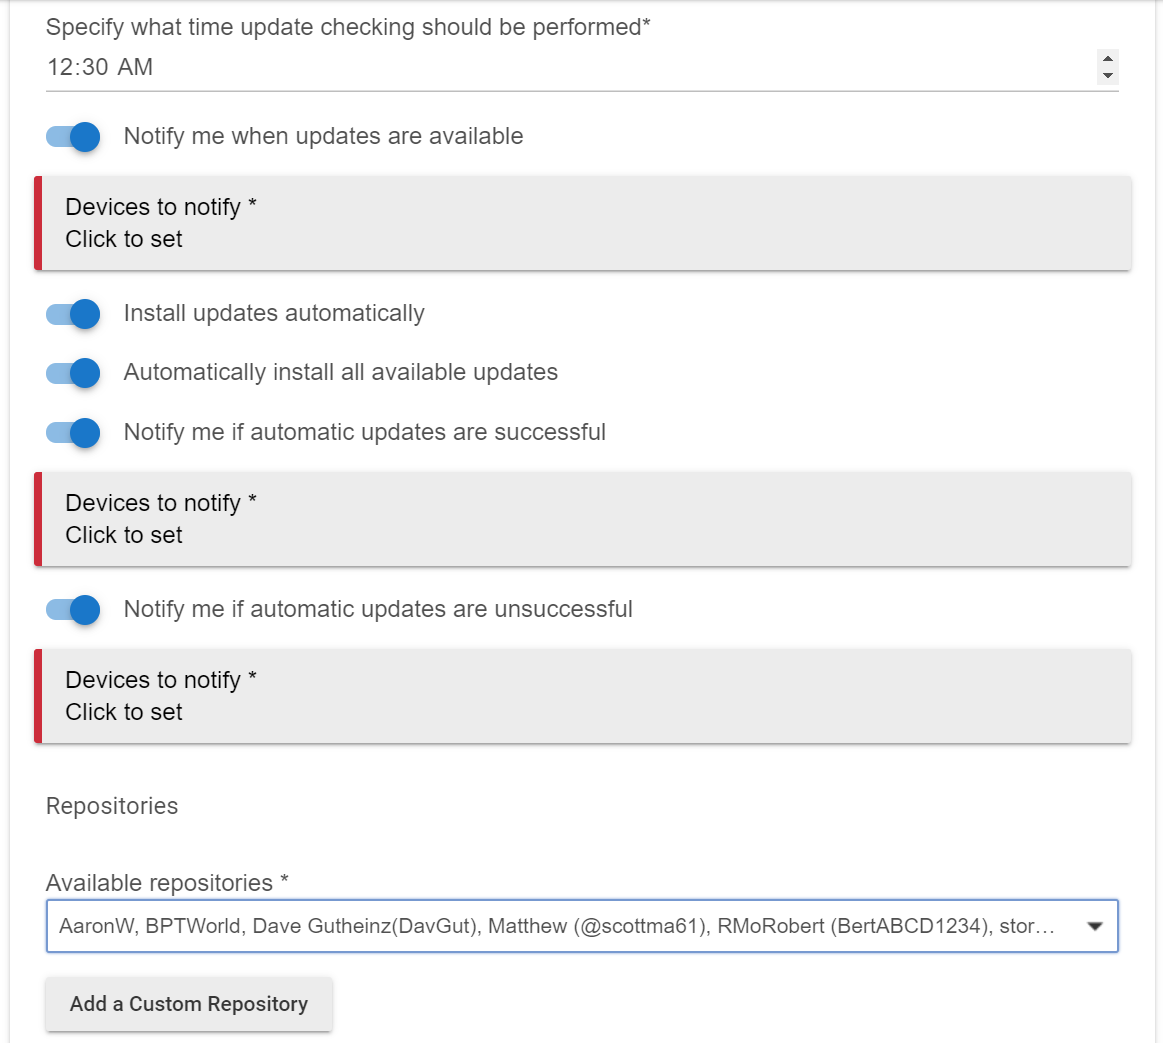 Specify what time update checking should be performed*
12:30 AM
Notify me when updates are available
Devices to notify *
Click to set
Install updates automatically
Automatically install all available updates
Notify me if automatic updates are successful
Devices to notify *
Click to set
Notify me if automatic updates are unsuccessful
Devices to notify *
Click to set
Repositories
Available repositories *
AaronW, BPTWorld, Dave Gutheinz(DavGut), Matthew (@scottma61), RMoRobert (BertABCD1234), stor…
Add a Custom Repository